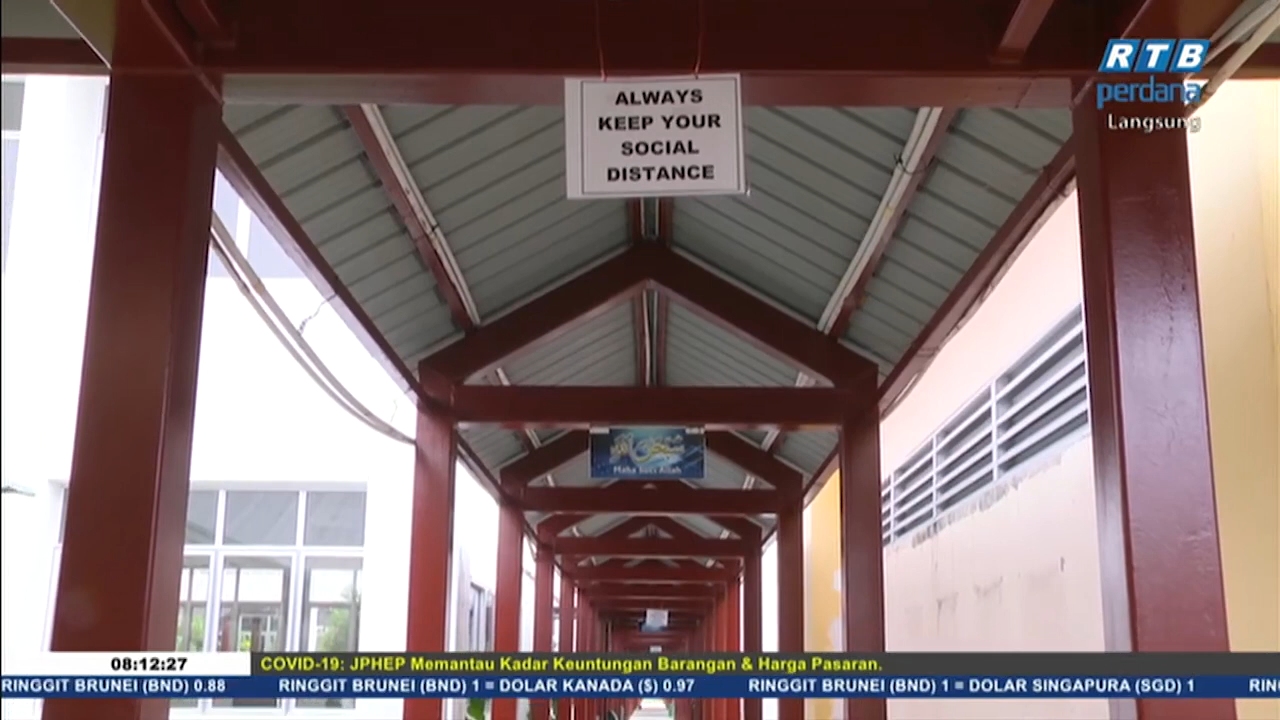 RTB
perdana
Langsung
ALWAYS
KEEP YOUR
SOCIAL
DISTANCE
Maha Suci Allah
08:12:27
COVID-19: JPHEP Memantau Kadar Keuntungan Barangan & Harga Pasaran.
RINGGIT BRUNEI (BND) 0.88 RINGGIT BRUNEI (BND) 1 = DOLAR KANADA ($) 0.97 RINGGIT BRUNEI (BND) 1 = DOLAR SINGAPURA (SGD) 1 RING